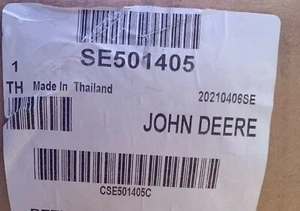 SE501405
1
TH Made In Thailand
20210406SE
JOHN DEERE
CSE501405C